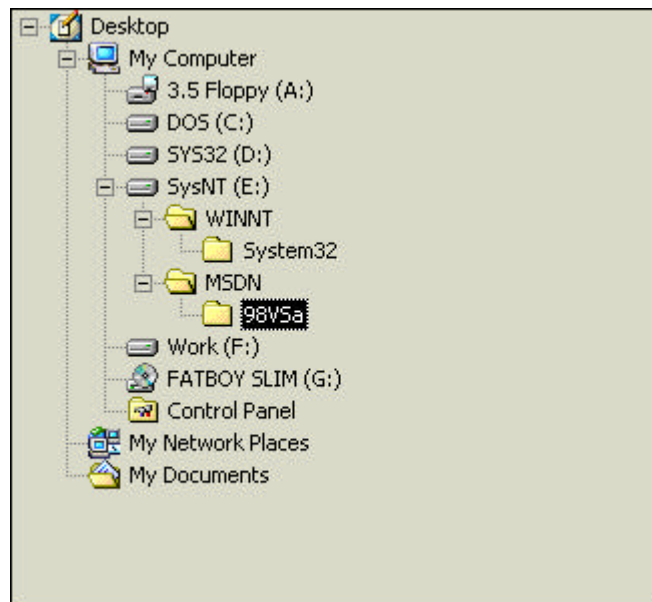 Desktop
My Computer
3.5 Floppy (A:)
DOS (C:)
SYS32 (D:)
SysNT (E:)
WINNT
System32
MSDN
98VSa
Work (F:)
FATBOY SLIM (G:)
Control Panel
My Network Places
My Documents